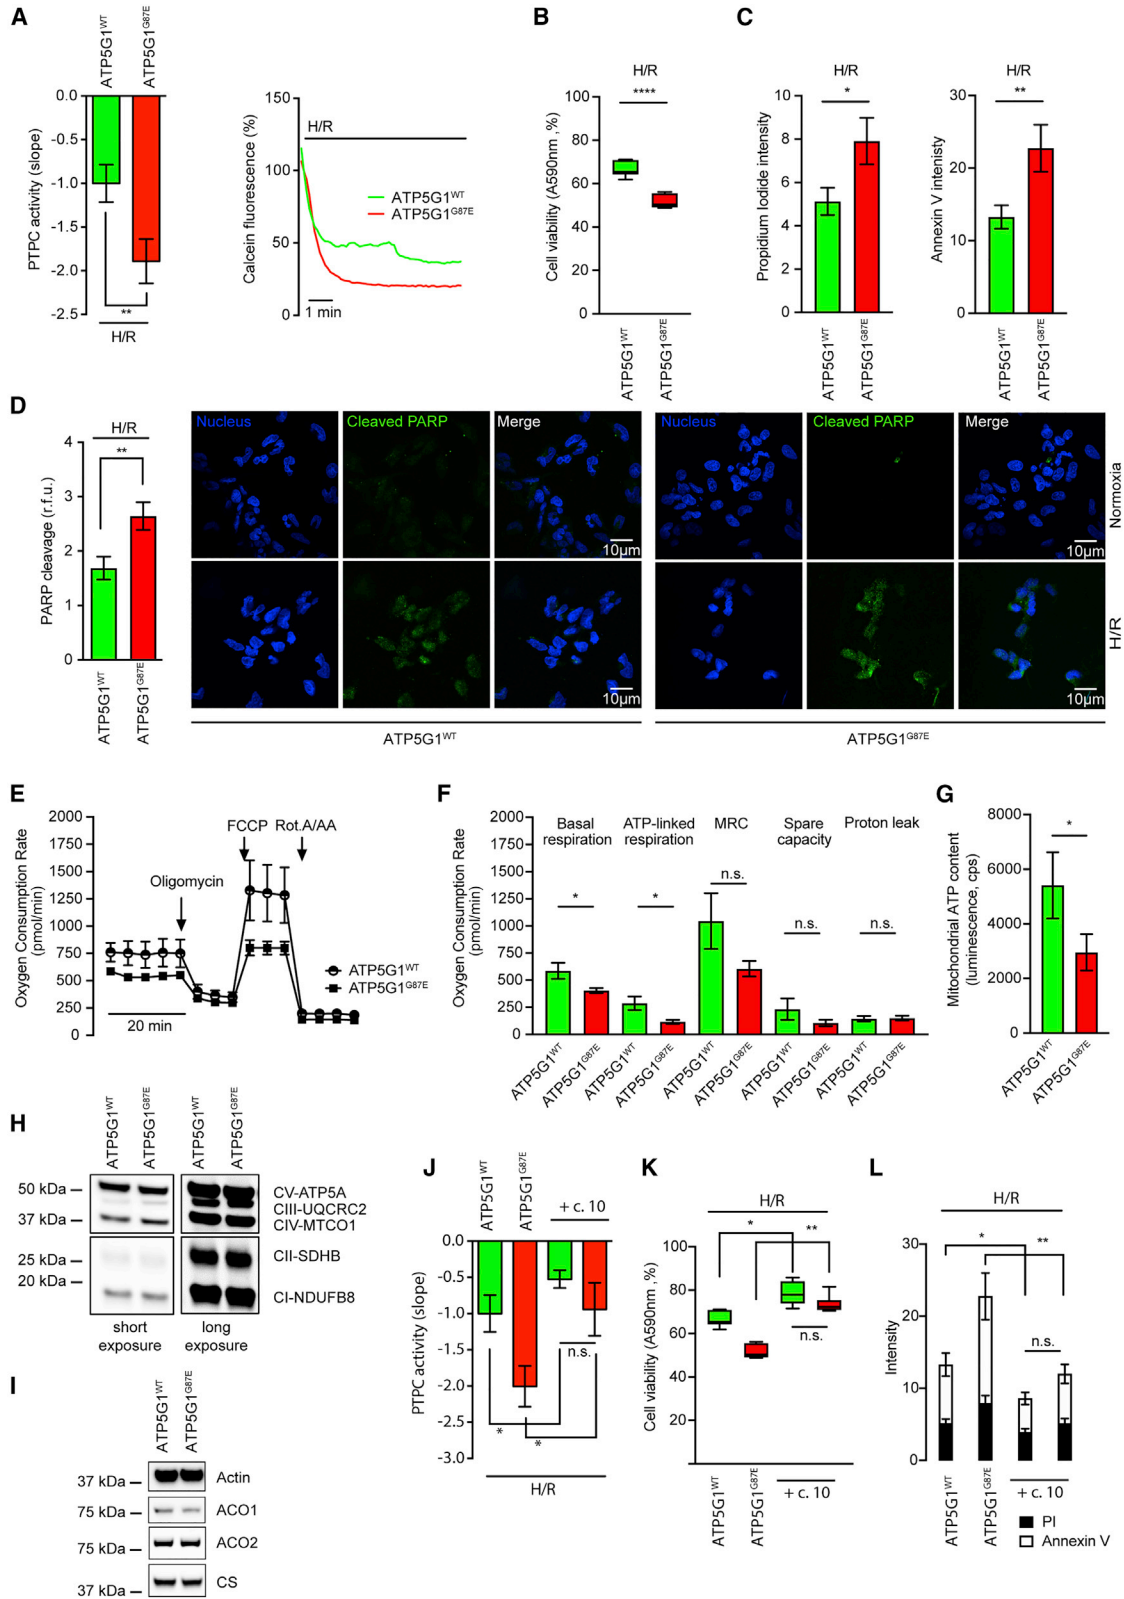 A
ATP5G1WT
ATP5G1G87E
0.0
-0.5
-1.0
-1.5
-2.0
-2.5
PTPC activity (slope)
**
H/R
150
100
50
0
Calcein fluorescence (%)
H/R
ATP5G1WT
ATP5G1G87E
1 min
B
H/R
****
100
80
60
40
20
0
Cell viability (A590nm ,%)
ATP5G1WT
ATP5G1G87E
C
H/R
*
10
8
6
4
2
0
Propidium Iodide intensity
ATP5G1WT
ATP5G1G87E
H/R
**
30
20
10
0
Annexin V intenisty
ATP5G1WT
ATP5G1G87E
D
H/R
**
4
3
2
1
0
PARP cleavage (r.f.u.)
ATP5G1WT
ATP5G1G87E
Nucleus
Cleaved PARP
Merge
10µm
10µm
ATP5G1WT
Nucleus
Cleaved PARP
Merge
10µm
10µm
ATP5G1G87E
Normoxia
H/R
E
2000
1750
1500
1250
1000
750
500
250
0
Oxygen Consumption Rate
(pmol/min)
Oligomycin
FCCP
Rot.A/AA
ATP5G1WT
ATP5G1G87E
20 min
F
2000
1750
1500
1250
1000
750
500
250
0
Oxygen Consumption Rate
(pmol/min)
Basal
respiration
ATP-linked
respiration
MRC
Spare
capacity
Proton leak
*
*
n.s.
n.s.
n.s.
ATP5G1WT
ATP5G1G87E
ATP5G1WT
ATP5G1G87E
ATP5G1WT
ATP5G1G87E
ATP5G1WT
ATP5G1G87E
ATP5G1WT
ATP5G1G87E
G
8000
6000
4000
2000
0
Mitochondrial ATP content
(luminescence, cps)
*
ATP5G1WT
ATP5G1G87E
H
ATP5G1WT
ATP5G1G87E
ATP5G1WT
ATP5G1G87E
50 kDa
37 kDa
25 kDa
20 kDa
CV-ATP5A
CIII-UQCRC2
CIV-MTCO1
CII-SDHB
CI-NDUFB8
short
exposure
long
exposure
I
ATP5G1WT
ATP5G1G87E
37 kDa
Actin
75 kDa
ACO1
75 kDa
ACO2
37 kDa
CS
J
ATP5G1WT
ATP5G1G87E
+ c. 10
0.0
-0.5
-1.0
-1.5
-2.0
-2.5
-3.0
PTPC activity (slope)
n.s.
*
*
H/R
K
H/R
*
**
100
80
60
40
20
Cell viability (A590nm ,%)
n.s.
ATP5G1WT
ATP5G1G87E
+ c. 10
L
H/R
*
**
30
20
10
0
Intensity
n.s.
ATP5G1WT
ATP5G1G87E
+ c. 10
PI
Annexin V